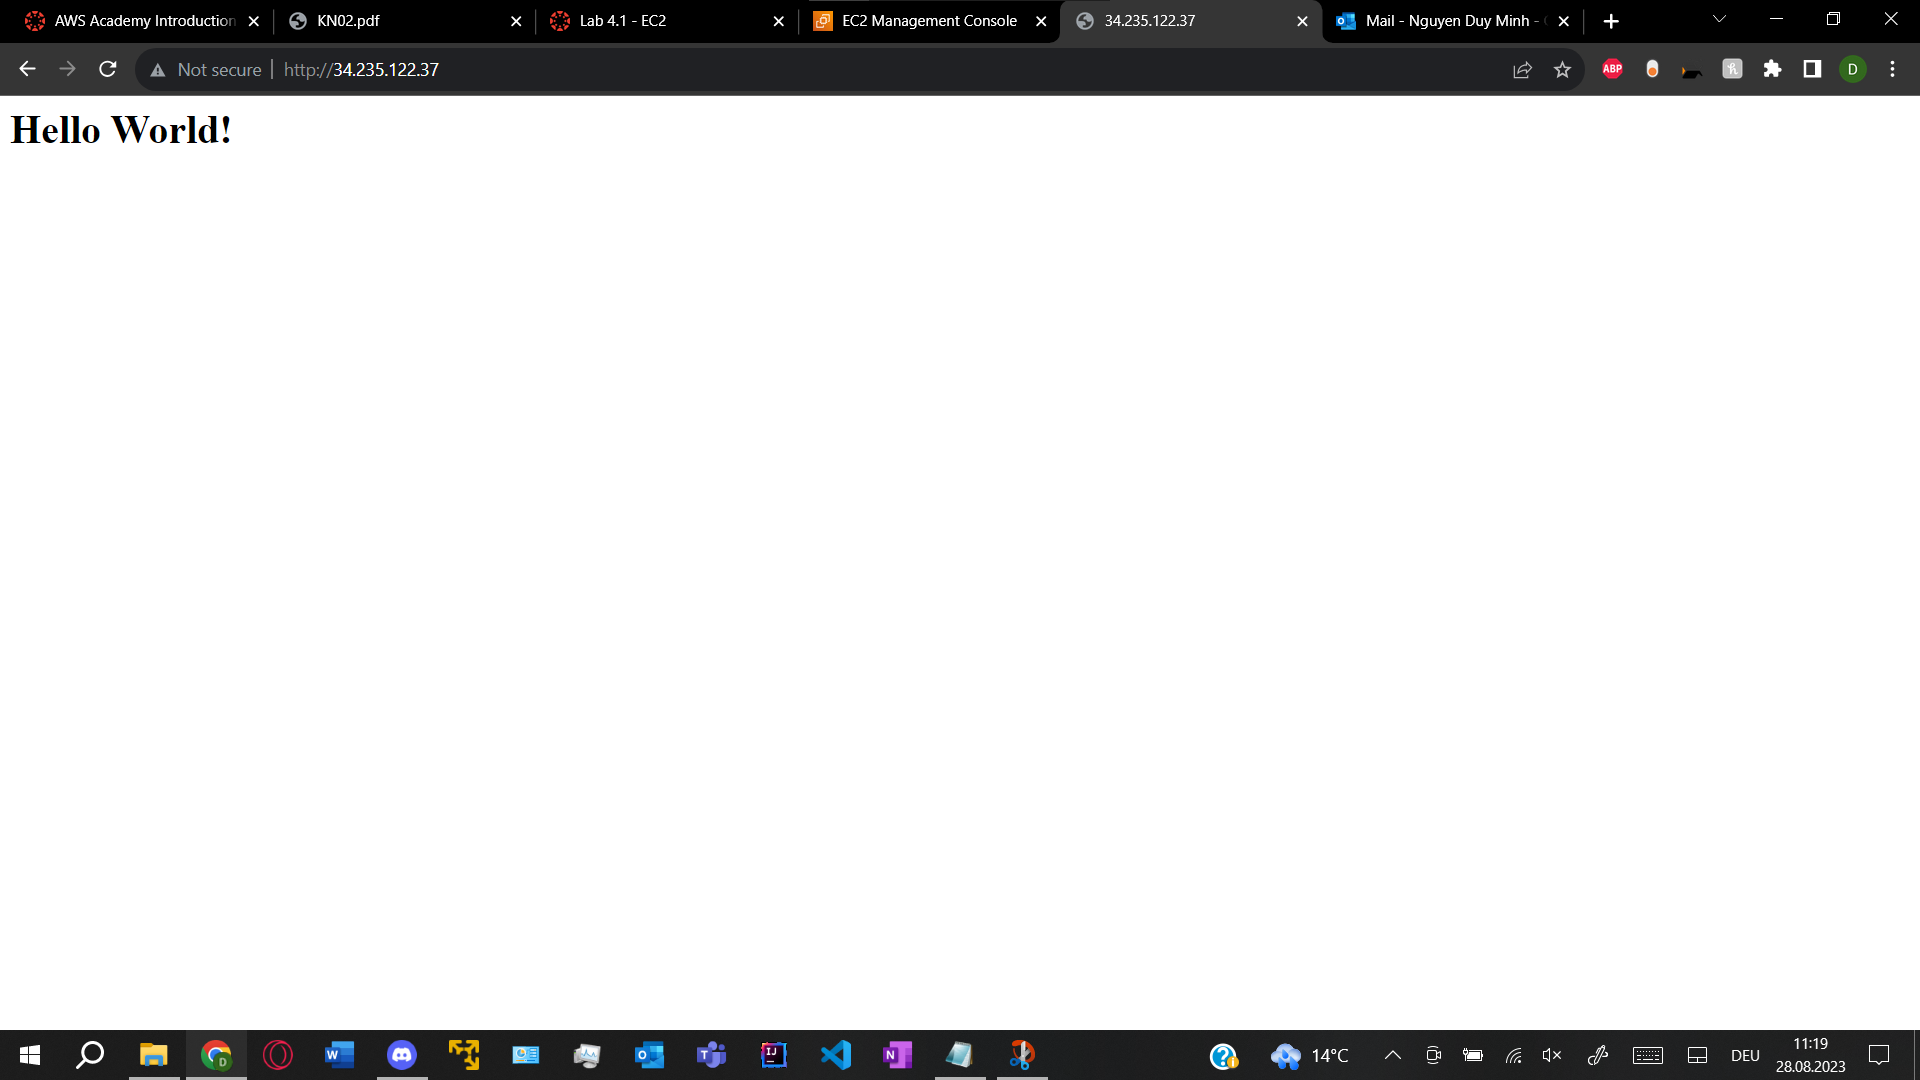 AWS Academy Introduction
KN02.pdf
Lab 4.1 - EC2
EC2 Management Console
34.235.122.37
Mail - Nguyen Duy Minh -
Not secure
http://34.235.122.37
ABP
D
Hello World!
14°C
DEU
11:19
28.08.2023